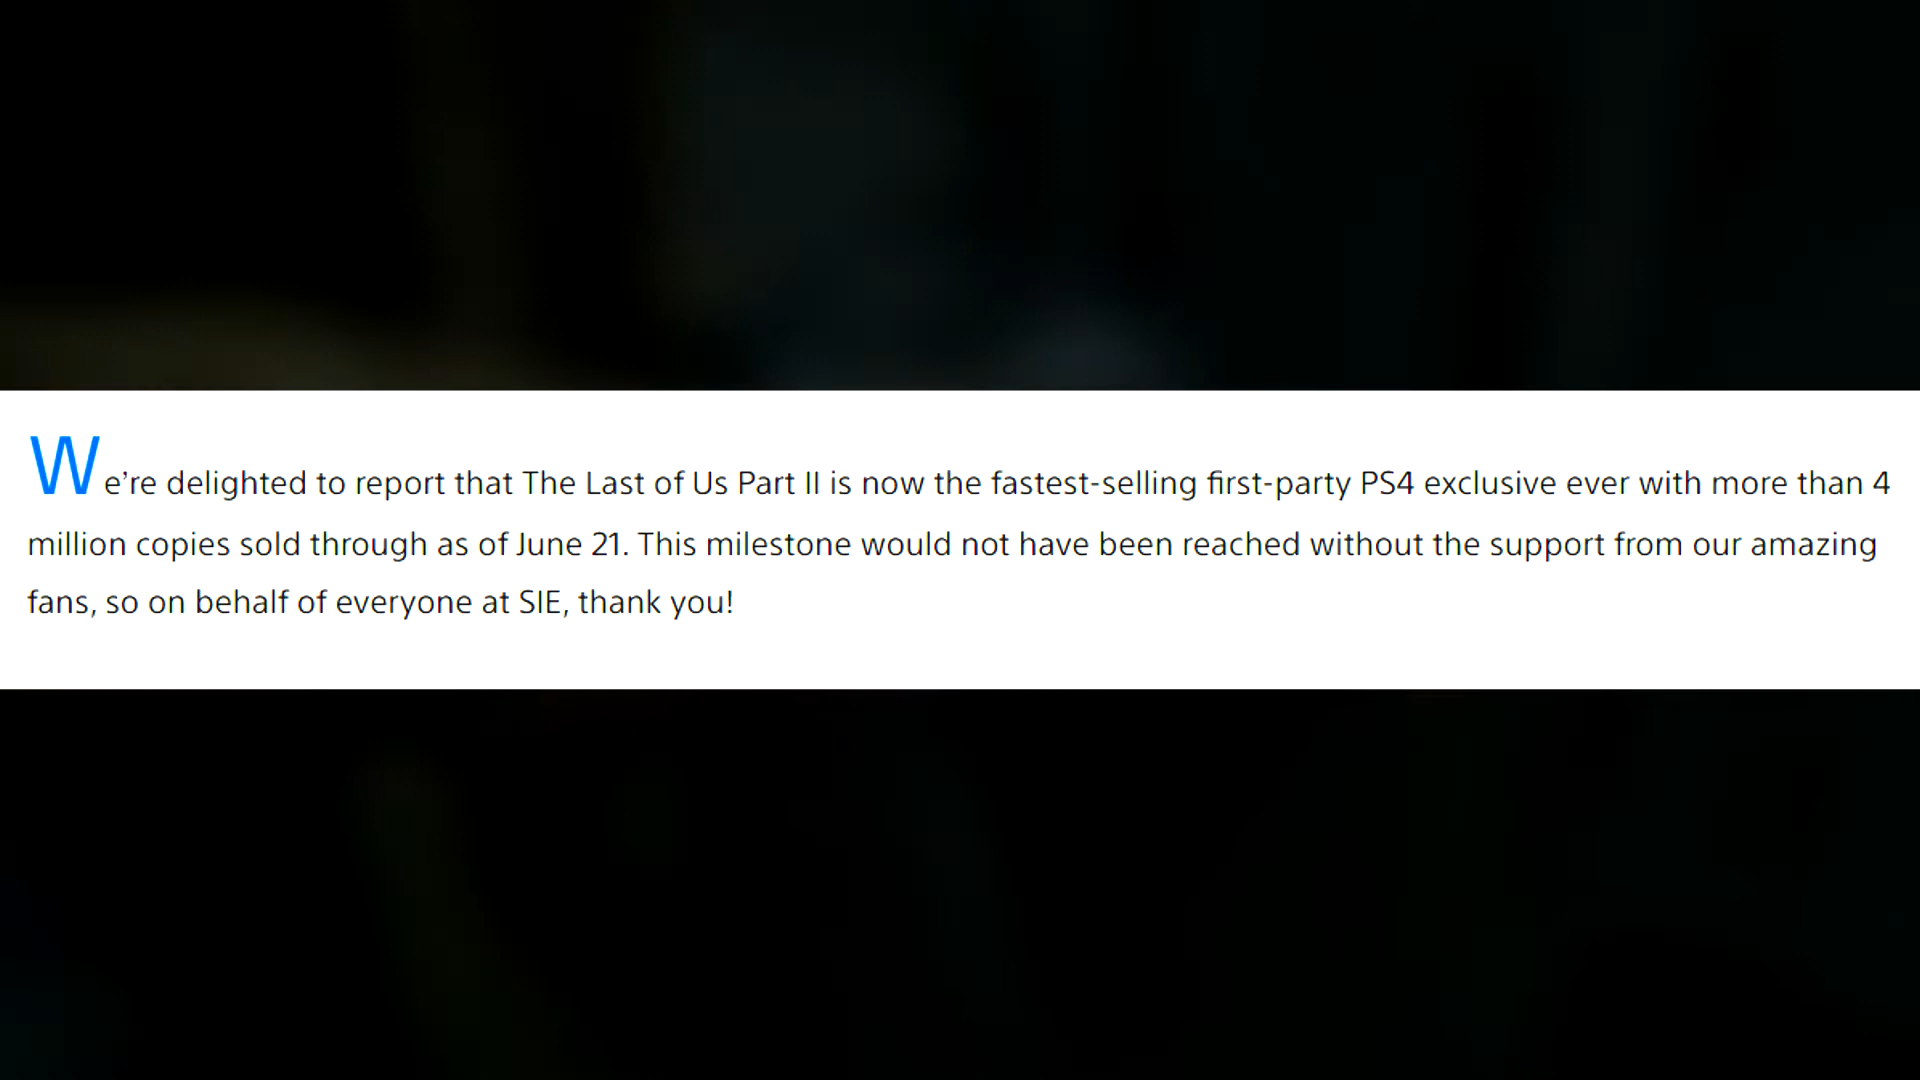 We’re delighted to report that The Last of Us Part II is now the fastest-selling first-party PS4 exclusive ever with more than 4
million copies sold through as of June 21. This milestone would not have been reached without the support from our amazing
fans, so on behalf of everyone at SIE, thank you!